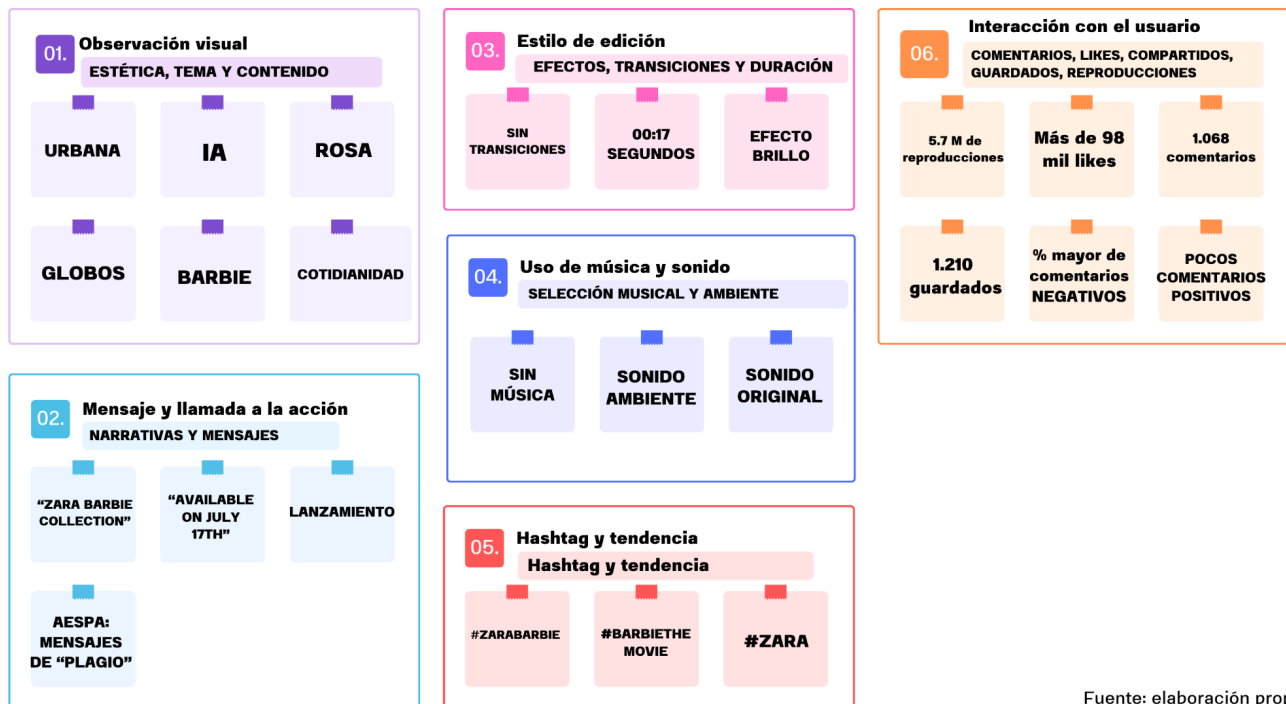 01.
Observación visual
ESTÉTICA, TEMA Y CONTENIDO
URBANA
IA
ROSA
GLOBOS
BARBIE
COTIDIANIDAD
02.
Mensaje y llamada a la acción
NARRATIVAS Y MENSAJES
“ZARA BARBIE
COLLECTION”
“AVAILABLE
ON JULY
17TH”
LANZAMIENTO
AESPA:
MENSAJES
DE “PLAGIO”
03.
Estilo de edición
EFECTOS, TRANSICIONES Y DURACIÓN
SIN
TRANSICIONES
00:17
SEGUNDOS
EFECTO
BRILLO
04.
Uso de música y sonido
SELECCIÓN MUSICAL Y AMBIENTE
SIN
MÚSICA
SONIDO
AMBIENTE
SONIDO
ORIGINAL
05.
Hashtag y tendencia
Hashtag y tendencia
#ZARABARBIE
#BARBIETHE
MOVIE
#ZARA
06.
Interacción con el usuario
COMENTARIOS, LIKES, COMPARTIDOS,
GUARDADOS, REPRODUCCIONES
5.7 M de
reproducciones
Más de 98
mil likes
1.068
comentarios
1.210
guardados
% mayor de
comentarios
NEGATIVOS
POCOS
COMENTARIOS
POSITIVOS
Fuente: elaboración